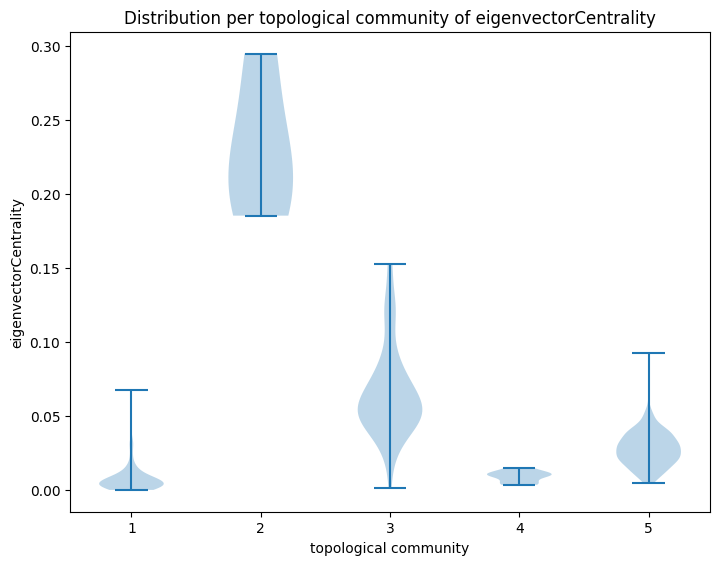 Distribution per topological community of eigenvectorCentrality
0.30
0.25
0.20
0.15
0.10
0.05
0.00
eigenvectorCentrality
1 2 3 4 5
topological community